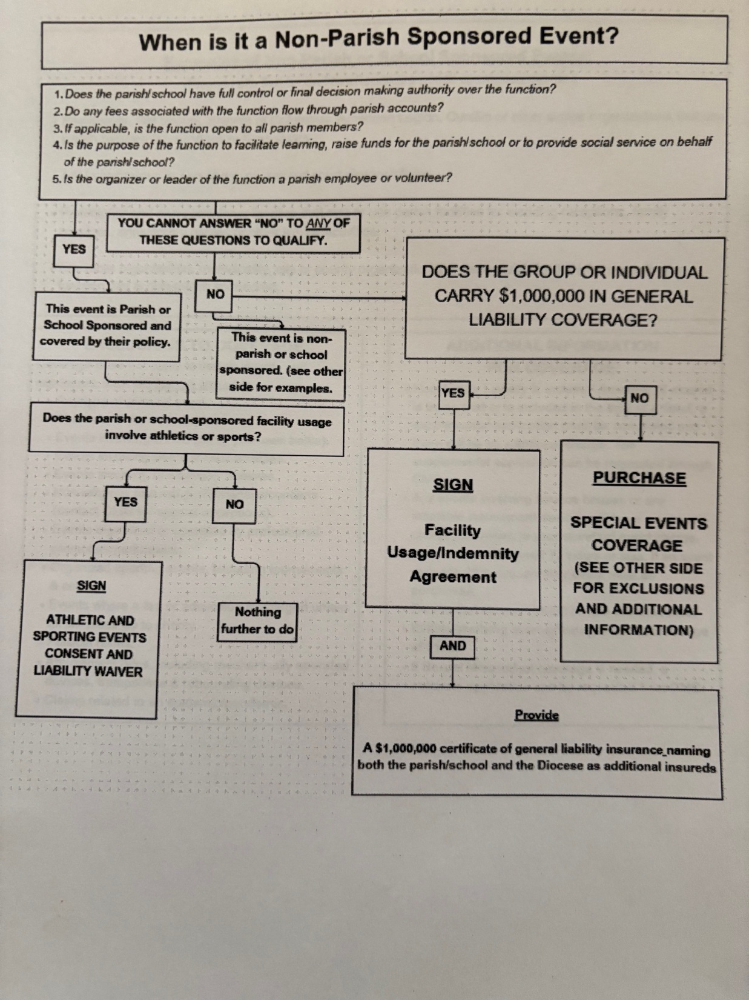 When is it a Non-Parish Sponsored Event?
1. Does the parish/school have full control or final decision making authority over the function?
2. Do any fees associated with the function flow through parish accounts?
3. If applicable, is the function open to all parish members?
4. Is the purpose of the function to facilitate learning, raise funds for the parish/school or to provide social service on behalf
of the parish/school?
5. Is the organizer or leader of the function a parish employee or volunteer?
YOU CANNOT ANSWER “NO” TO ANY OF
THESE QUESTIONS TO QUALIFY.
YES
NO
This event is Parish or
School Sponsored and
covered by their policy.
This event is non-
parish or school
sponsored. (see other
side for examples.
DOES THE GROUP OR INDIVIDUAL
CARRY $1,000,000 IN GENERAL
LIABILITY COVERAGE?
YES
NO
Does the parish or school-sponsored facility usage
involve athletics or sports?
YES
NO
SIGN
ATHLETIC AND
SPORTING EVENTS
CONSENT AND
LIABILITY WAIVER
Nothing
further to do
SIGN
Facility
Usage/Indemnity
Agreement
PURCHASE
SPECIAL EVENTS
COVERAGE
(SEE OTHER SIDE
FOR EXCLUSIONS
AND ADDITIONAL
INFORMATION)
AND
Provide
A $1,000,000 certificate of general liability insurance naming
both the parish/school and the Diocese as additional insureds